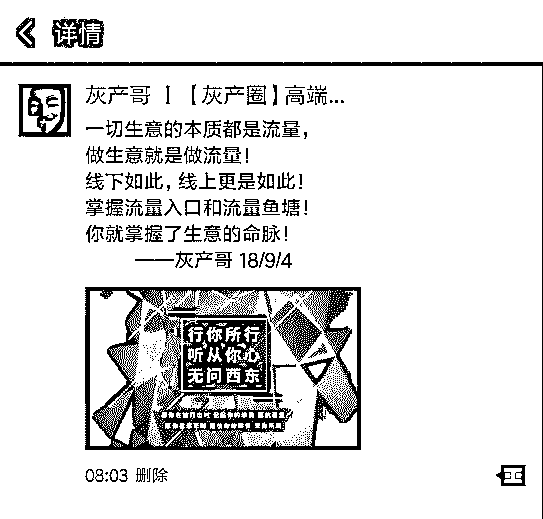 详情
灰产哥 丨【灰产圈】高端...
一切生意的本质都是流量，
做生意就是做流量！
线下如此，线上更是如此！
掌握流量入口和流量鱼塘！
你就掌握了生意的命脉！
——灰产哥 18/9/4
行你所行
听从你心
无问西东
08:03 删除